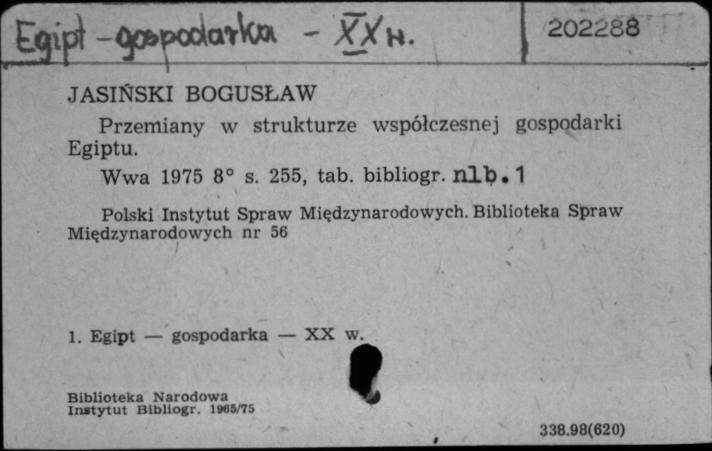 Egipt - gospodarka - XX w.
202288
JASIŃSKI BOGUSŁAW
Przemiany w strukturze współczesnej gospodarki
Egiptu.
Wwa 1975 8° s. 255, tab. bibliogr. nlb. 1
Polski Instytut Spraw Międzynarodowych. Biblioteka Spraw
Międzynarodowych nr 56
1. Egipt — gospodarka — XX w.
Biblioteka Narodowa
Instytut Bibliogr. 1965/75
338.98(620)